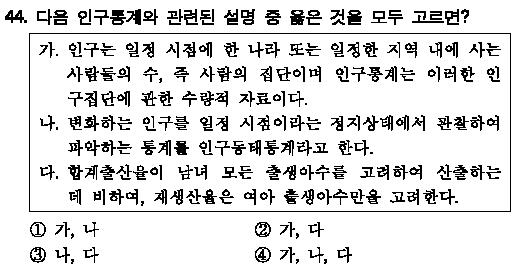 44. 다음 인구통계와 관련된 설명 중 옳은 것을 모두 고르면?
가. 인구는 일정 시점에 한 나라 또는 일정한 지역 내에 사는
사람들의 수, 즉 사람의 집단이며 인구통계는 이러한 인
구집단에 관한 수량적 자료이다.
나. 변화하는 인구를 일정 시점이라는 정지상태에서 관찰하여
파악하는 통계를 인구동태통계라고 한다.
다. 합계출산율이 남녀 모든 출생아수를 고려하여 산출하는
데 비하여, 재생산율은 여아 출생아수만을 고려한다.
① 가, 나 ② 가, 다
③ 나, 다 ④ 가, 나, 다